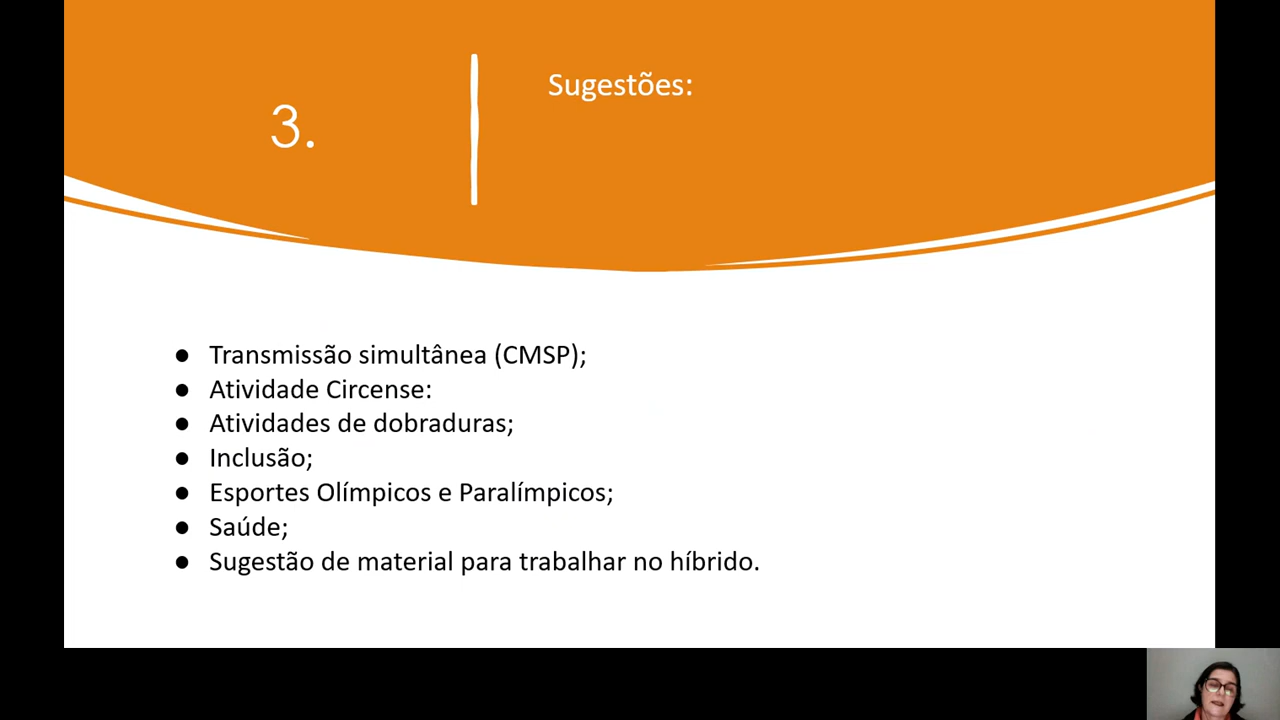 3.
Sugestões:
● Transmissão simultânea (CMSP);
● Atividade Circense:
● Atividades de dobraduras;
● Inclusão;
● Esportes Olímpicos e Paralímpicos;
● Saúde;
● Sugestão de material para trabalhar no híbrido.